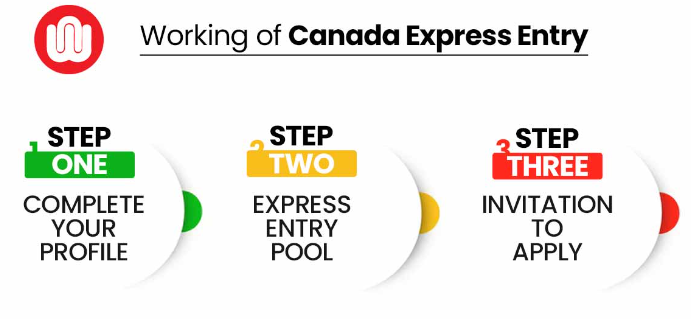 Working of Canada Express Entry
1 STEP
ONE
COMPLETE
YOUR
PROFILE
2 STEP
TWO
EXPRESS
ENTRY
POOL
3 STEP
THREE
INVITATION
TO
APPLY